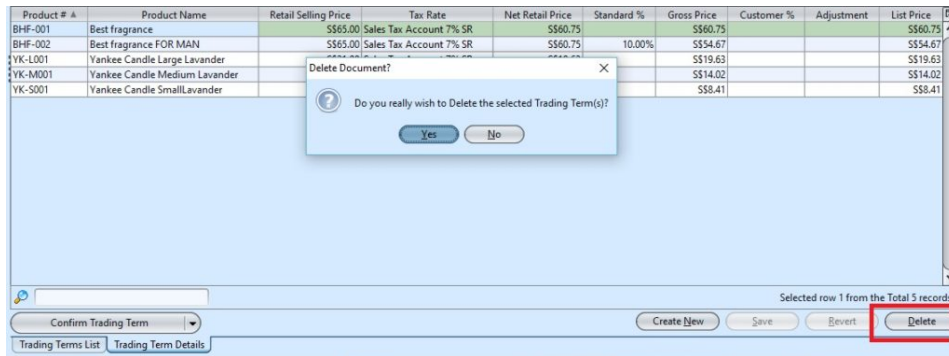 Product # Product Name Retail Selling Price Tax Rate Net Retail Price Standard % Gross Price Customer % Adjustment List Price
BHF-001 Best fragrance S$65.00 Sales Tax Account 7% SR S$60.75 S$60.75 S$60.75
BHF-002 Best fragrance FOR MAN S$65.00 Sales Tax Account 7% SR S$60.75 10.00% S$54.67 S$54.67
YK-L001 Yankee Candle Large Lavander S$19.63 S$19.63
YK-M001 Yankee Candle Medium Lavander S$14.02 S$14.02
YK-S001 Yankee Candle SmallLavander S$8.41 S$8.41
Delete Document?
Do you really wish to Delete the selected Trading Term(s)?
Yes No
Selected row 1 from the Total 5 records
Confirm Trading Term Create New Save Revert Delete
Trading Terms List Trading Term Details